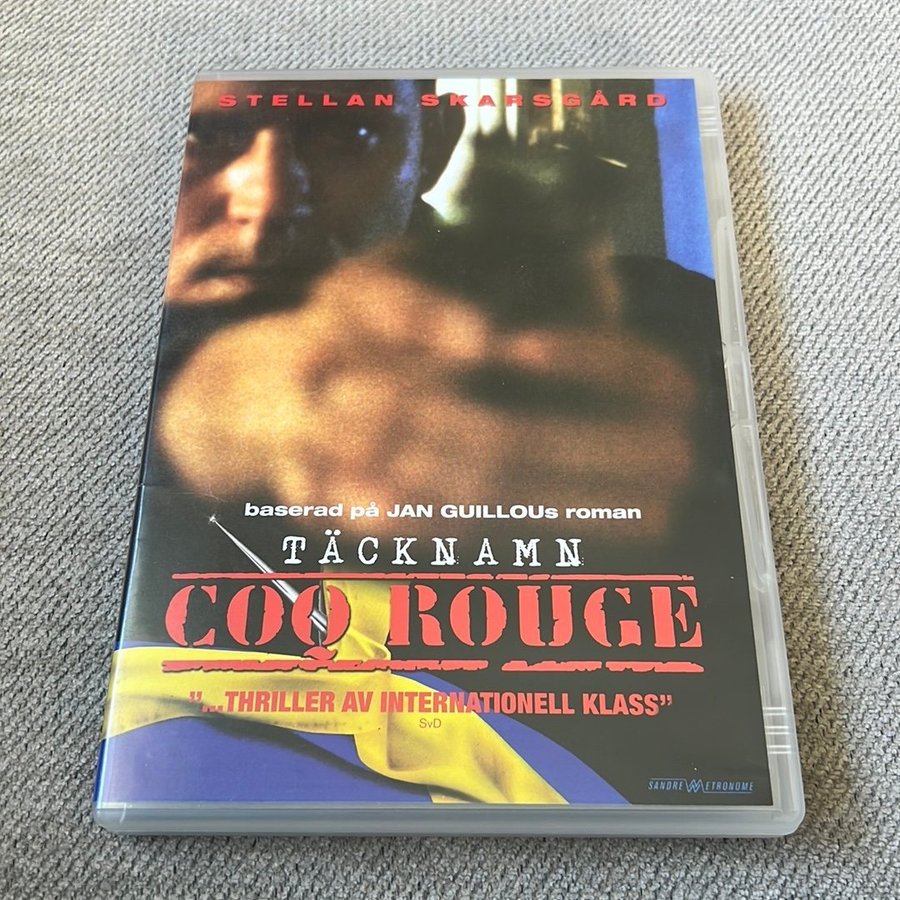 STELLAN SKARSGÅRD
baserad på JAN GUILLOUs roman
TÄCKNAMN
COQ ROUGE
"...THRILLER AV INTERNATIONELL KLASS"
SvD
SANDREW METRONOME